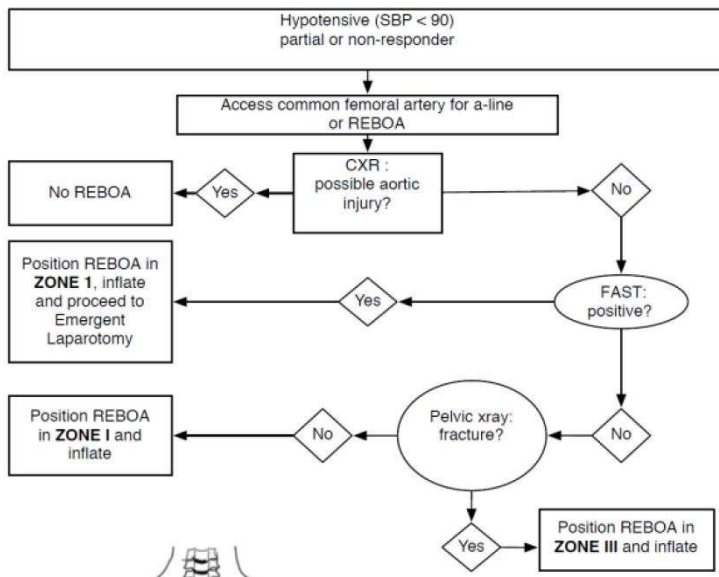 Hypotensive (SBP < 90)
partial or non-responder
Access common femoral artery for a-line
or REBOA
CXR :
possible aortic
injury?
Yes
No REBOA
No
FAST:
positive?
Yes
Position REBOA in
ZONE 1, inflate
and proceed to
Emergent
Laparotomy
No
Pelvic xray:
fracture?
No
Position REBOA
in ZONE I and
inflate
Yes
Position REBOA in
ZONE III and inflate